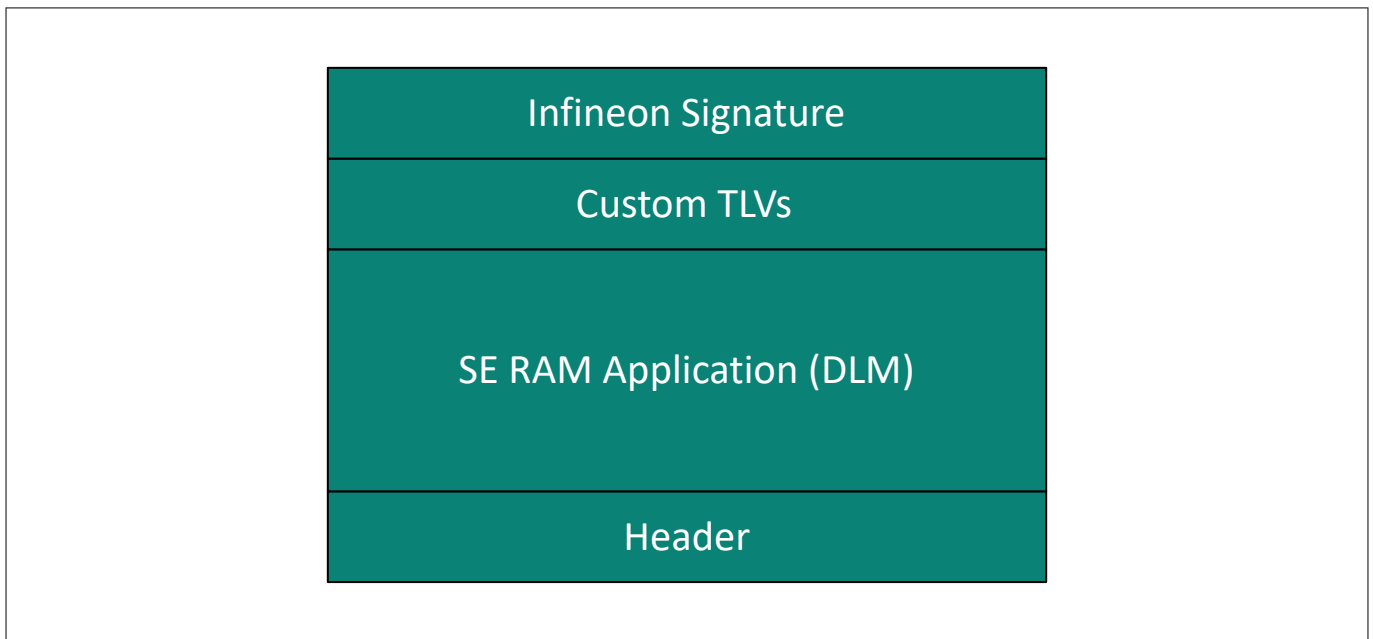 Infineon Signature
Custom TLVs
SE RAM Application (DLM)
Header